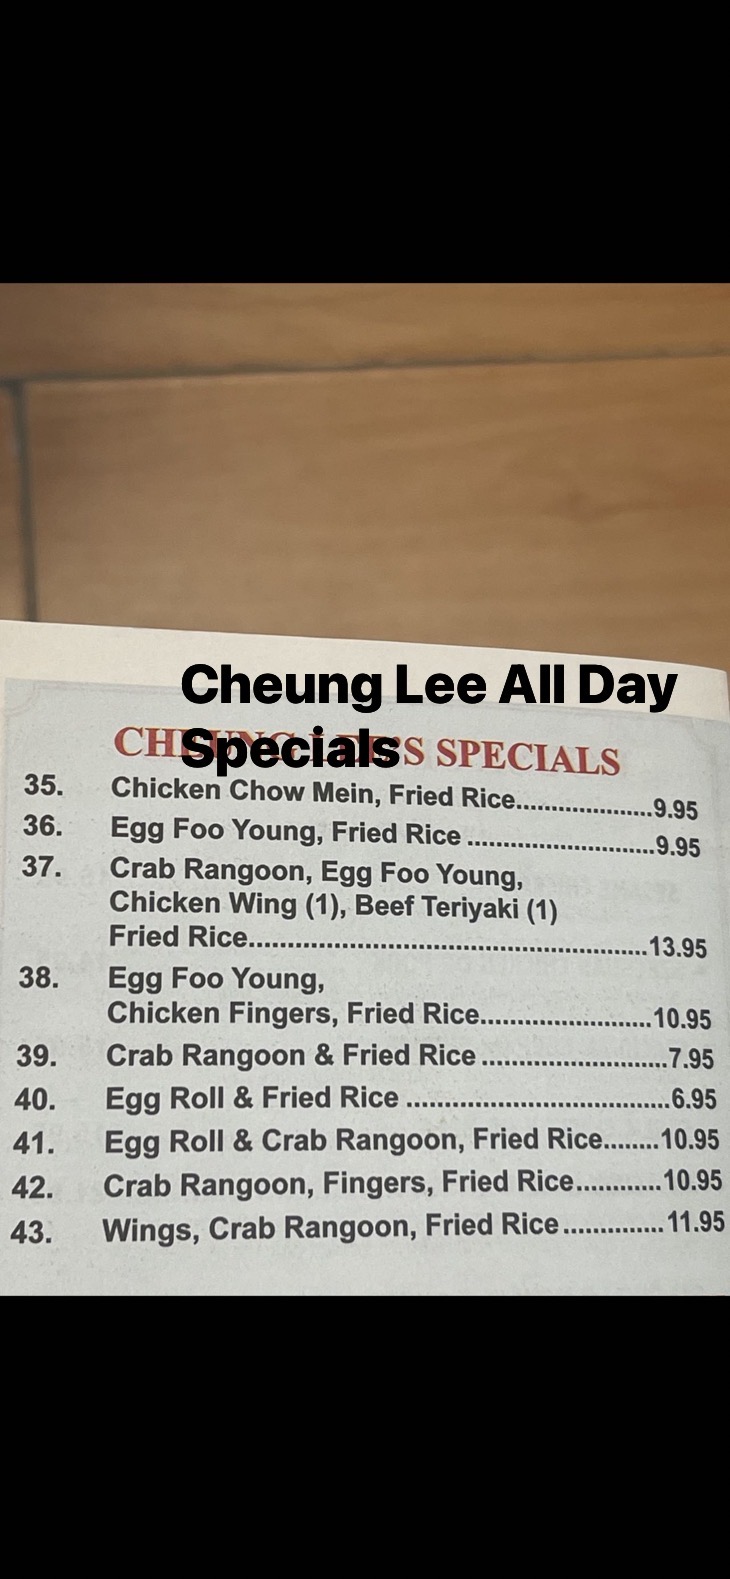 Cheung Lee All Day
Specials
CHEUNG LEE'S SPECIALS
35. Chicken Chow Mein, Fried Rice....................9.95
36. Egg Foo Young, Fried Rice ............................9.95
37. Crab Rangoon, Egg Foo Young,
Chicken Wing (1), Beef Teriyaki (1)
Fried Rice....................................................13.95
38. Egg Foo Young,
Chicken Fingers, Fried Rice.........................10.95
39. Crab Rangoon & Fried Rice ...........................7.95
40. Egg Roll & Fried Rice ...................................6.95
41. Egg Roll & Crab Rangoon, Fried Rice........10.95
42. Crab Rangoon, Fingers, Fried Rice............10.95
43. Wings, Crab Rangoon, Fried Rice ..............11.95